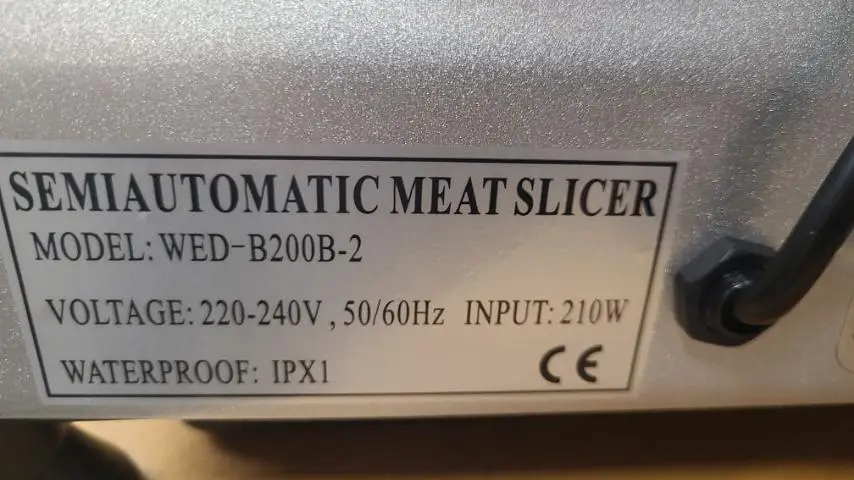 SEMIAUTOMATIC MEAT SLICER
MODEL: WED-B200B-2
VOLTAGE: 220-240V, 50/60Hz INPUT: 210W
WATERPROOF: IPX1 CE